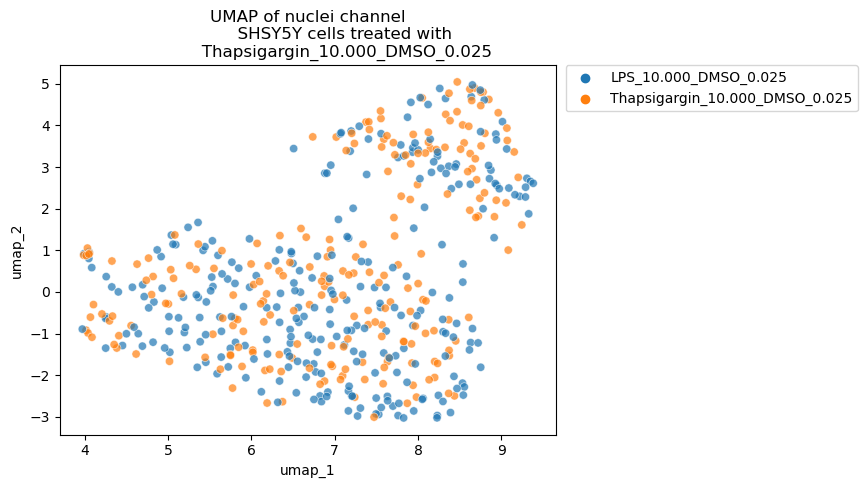 UMAP of nuclei channel
SHSY5Y cells treated with
Thapsigargin_10.000_DMSO_0.025
LPS_10.000_DMSO_0.025
Thapsigargin_10.000_DMSO_0.025
umap_2
5
4
3
2
1
0
−1
−2
−3
4
5
6
7
8
9
umap_1